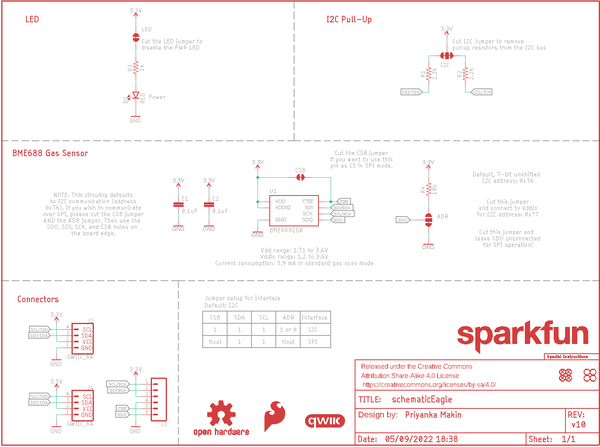 LED
3.3V
LED
Cut the LED jumper to
disable the PWR LED
R3
1k
D1
RED
Power
GND
I2C Pull-Up
3.3V
Cut I2C Jumper to remove
pullup resistors from the I2C bus
I2C
R1
2.2k
R2
2.2k
SDI/SDA
SCL/SCK
BME688 Gas Sensor
NOTE: This circuitry defaults
to I2C communication (address
0x76). If you wish to communicate
over SPI, please cut the CSB jumper
AND the ADR jumper. Then use the
SDO, SDI, SCK, and CSB holes on
the board edge.
3.3V
C1
0.1uF
GND
3.3V
C2
0.1uF
GND
3.3V
CSB
Cut the CSB jumper
if you want to use this
pin as CS in SPI mode.
U1
VDD
CSB
VDD
SDI
SCK
GND
SDO
BME688LGA
GND
Vdd range: 1.71 to 3.6V
Vddio range: 1.2 to 3.6V
Current consumption: 3.9 mA in standard gas scan mode
3.3V
R4
10k
ADR
SDO
GND
Default, 7-bit unshifted
I2C address: 0x76
Cut this jumper
and connect to Vddio
for I2C address: 0x77
Cut this jumper and
leave SDO unconnected
for SPI operation!
Connectors
3.3V
SCL
SDA
VCC
GND
QWIIC_RA
GND
3.3V
SCL
SDA
VCC
GND
QWIIC_RA
GND
3.3V
GND
Jumper setup for Interface
Default: I2C
CSB SDA SCL ADR Interface
1 1 1 1 or 0 I2C
float 1 1 float SPI
open hardware
qwiic
sparkfun
Special Instructions
Released under the Creative Commons
Attribution Share-Alike 4.0 License
https://creativecommons.org/licenses/by-sa/4.0/
TITLE: schematicEagle
Design by: Priyanka Makin
REV:
v10
Date: 05/09/2022 18:38
Sheet: 1/1